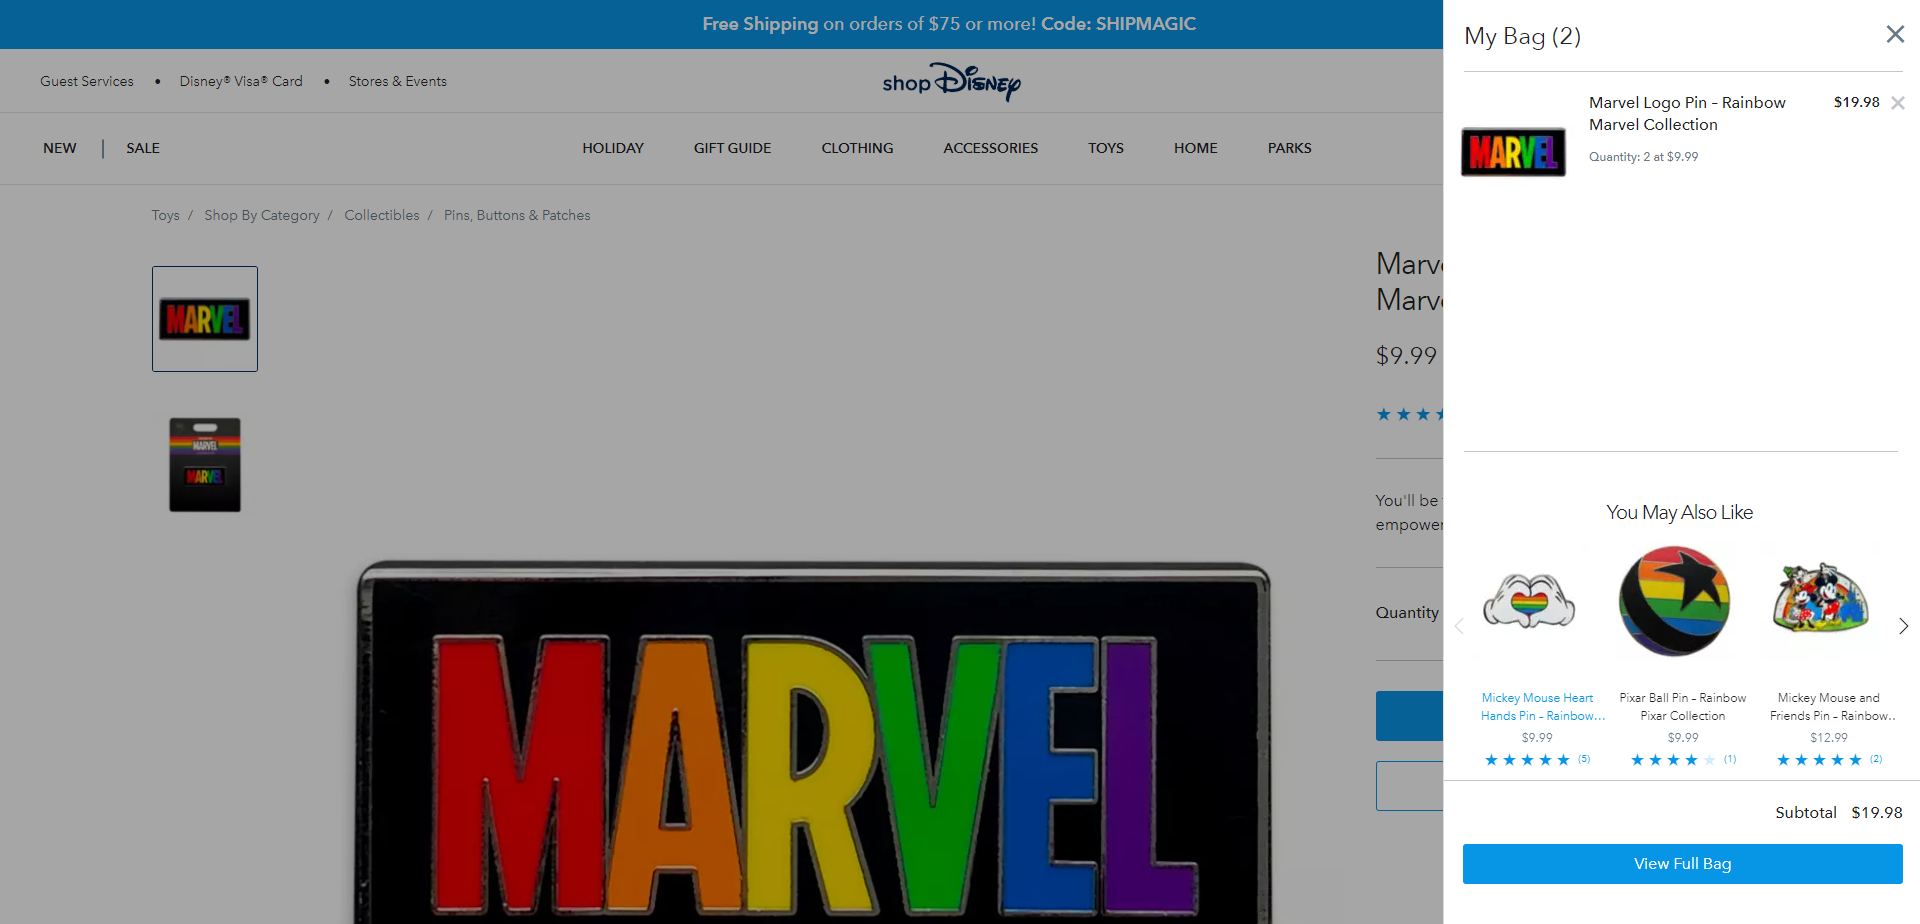 Free Shipping on orders of $75 or more! Code: SHIPMAGIC
Guest Services • Disney® Visa® Card • Stores & Events
shop Disney
NEW | SALE
HOLIDAY GIFT GUIDE CLOTHING ACCESSORIES TOYS HOME PARKS
Toys / Shop By Category / Collectibles / Pins, Buttons & Patches
MARVEL
MARVEL
MARVEL
MARVEL
Marv
Marv
$9.99
You'll be
empower
Quantity
My Bag (2)
MARVEL
Marvel Logo Pin – Rainbow
Marvel Collection
$19.98
Quantity: 2 at $9.99
You May Also Like
Mickey Mouse Heart
Hands Pin – Rainbow...
$9.99
(5)
Pixar Ball Pin – Rainbow
Pixar Collection
$9.99
(1)
Mickey Mouse and
Friends Pin – Rainbow..
$12.99
(2)
Subtotal $19.98
View Full Bag